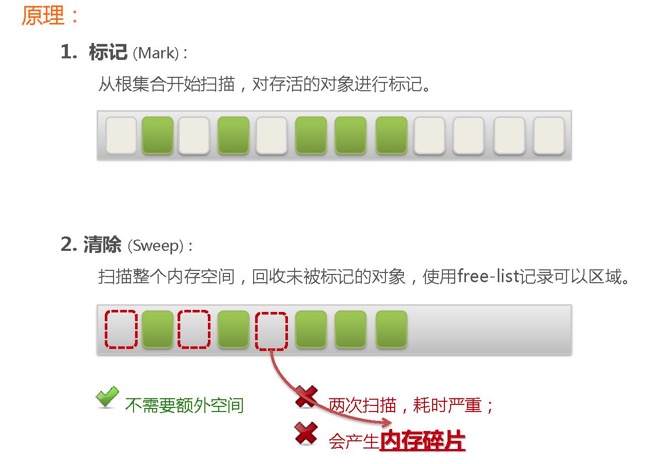 原理：
1. 标记 (Mark)：
从根集合开始扫描，对存活的对象进行标记。
2. 清除 (Sweep)：
扫描整个内存空间，回收未被标记的对象，使用free-list记录可以区域。
不需要额外空间
两次扫描，耗时严重；
会产生内存碎片